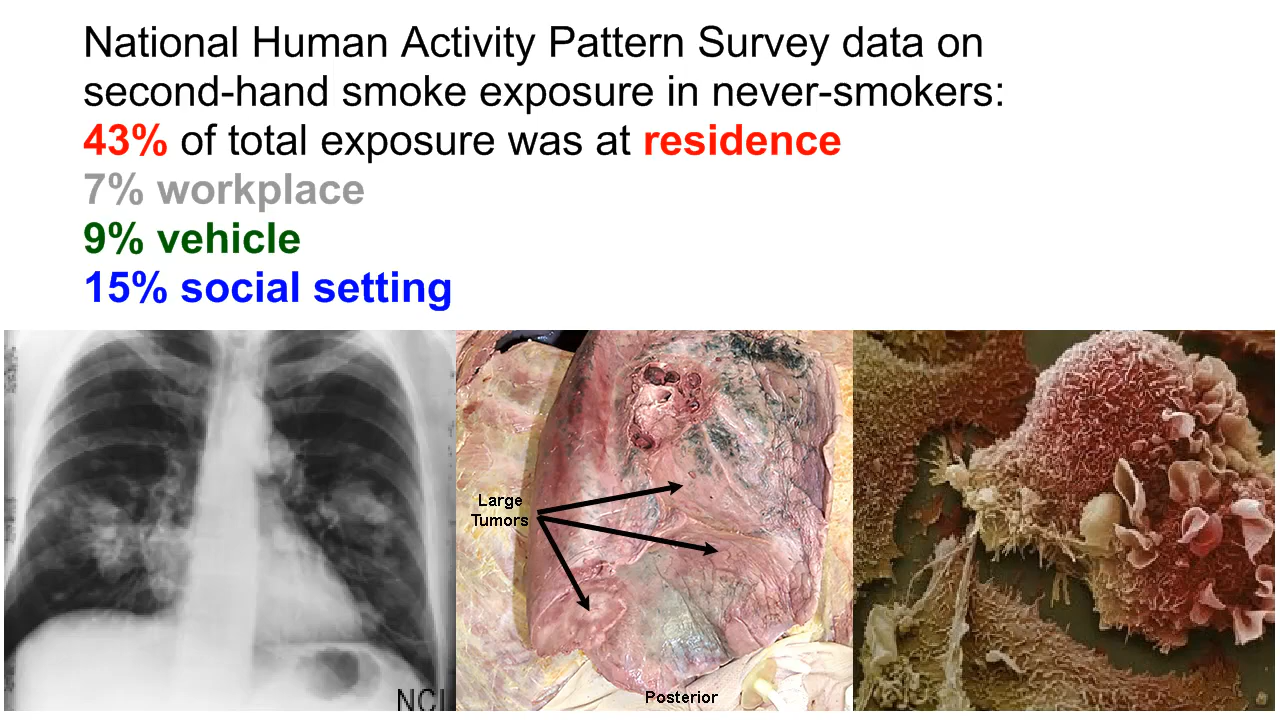 National Human Activity Pattern Survey data on
second-hand smoke exposure in never-smokers:
43% of total exposure was at residence
7% workplace
9% vehicle
15% social setting
Large
Tumors
Posterior
NCI